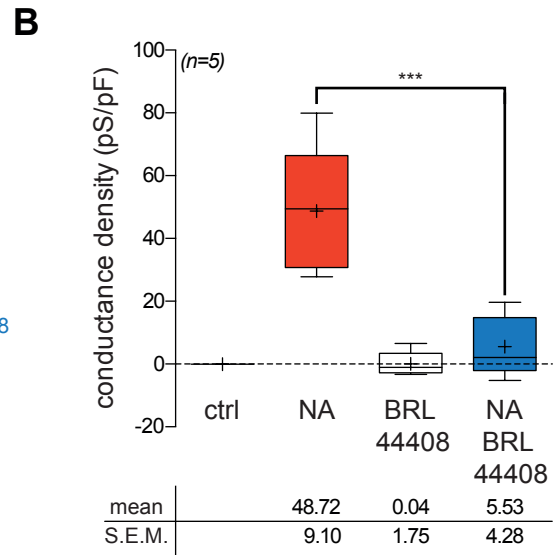 B
100
(n=5)
***
80
60
40
20
0
-20
conductance density (pS/pF)
8
ctrl
NA
BRL
44408
NA
BRL
44408
mean 48.72 0.04 5.53
S.E.M. 9.10 1.75 4.28